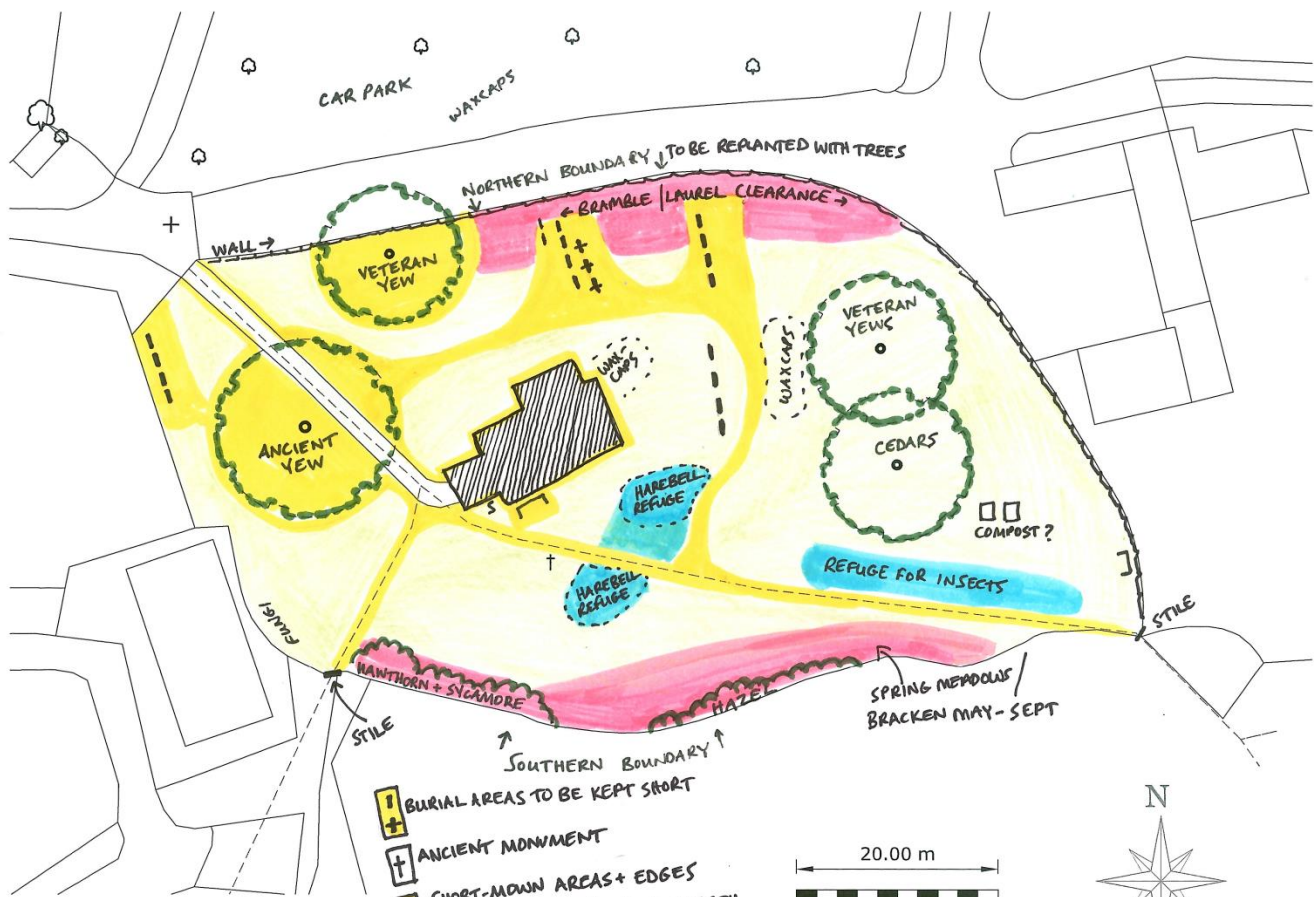 CAR PARK
WAXCAPS
NORTHERN BOUNDARY
TO BE REPLANTED WITH TREES
← BRAMBLE | LAUREL CLEARANCE →
WALL →
VETERAN
YEW
VETERAN
YEWS
WAX-
CAPS
WAXCAPS
ANCIENT
YEW
CEDARS
HAREBELL
REFUGE
S
COMPOST?
HAREBELL
REFUGE
REFUGE FOR INSECTS
FUNGI
STILE
HAWTHORN + SYCAMORE
HAZEL
SPRING MEADOWS/
BRACKEN MAY-SEPT
STILE
SOUTHERN BOUNDARY
BURIAL AREAS TO BE KEPT SHORT
ANCIENT MONUMENT
SHORT-MOWN AREAS + EDGES
20.00 m
N